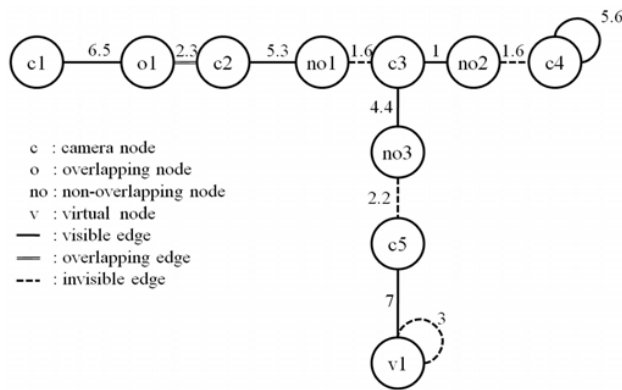 5.6
6.5 2.3 5.3 1.6 1 1.6
c1 o1 c2 no1 c3 no2 c4
4.4
no3
2.2
c5
7
3
v1
c : camera node
o : overlapping node
no : non-overlapping node
v : virtual node
: visible edge
: overlapping edge
: invisible edge